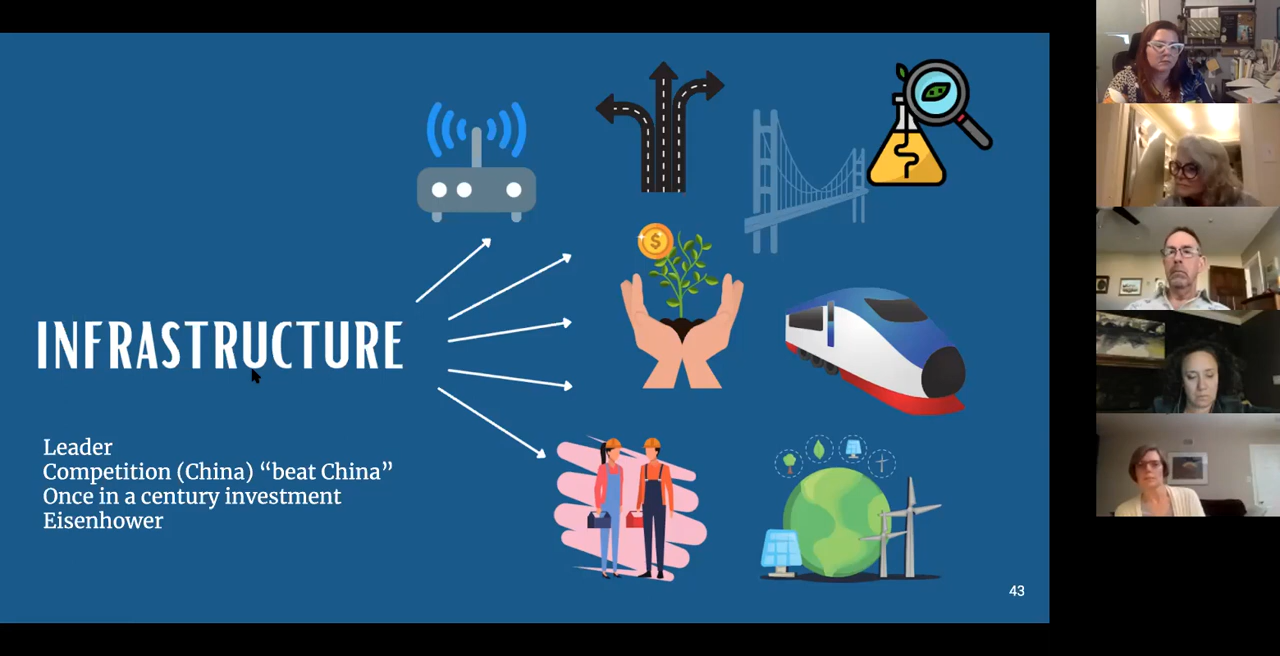 INFRASTRUCTURE
$
Leader
Competition (China) “beat China”
Once in a century investment
Eisenhower
43